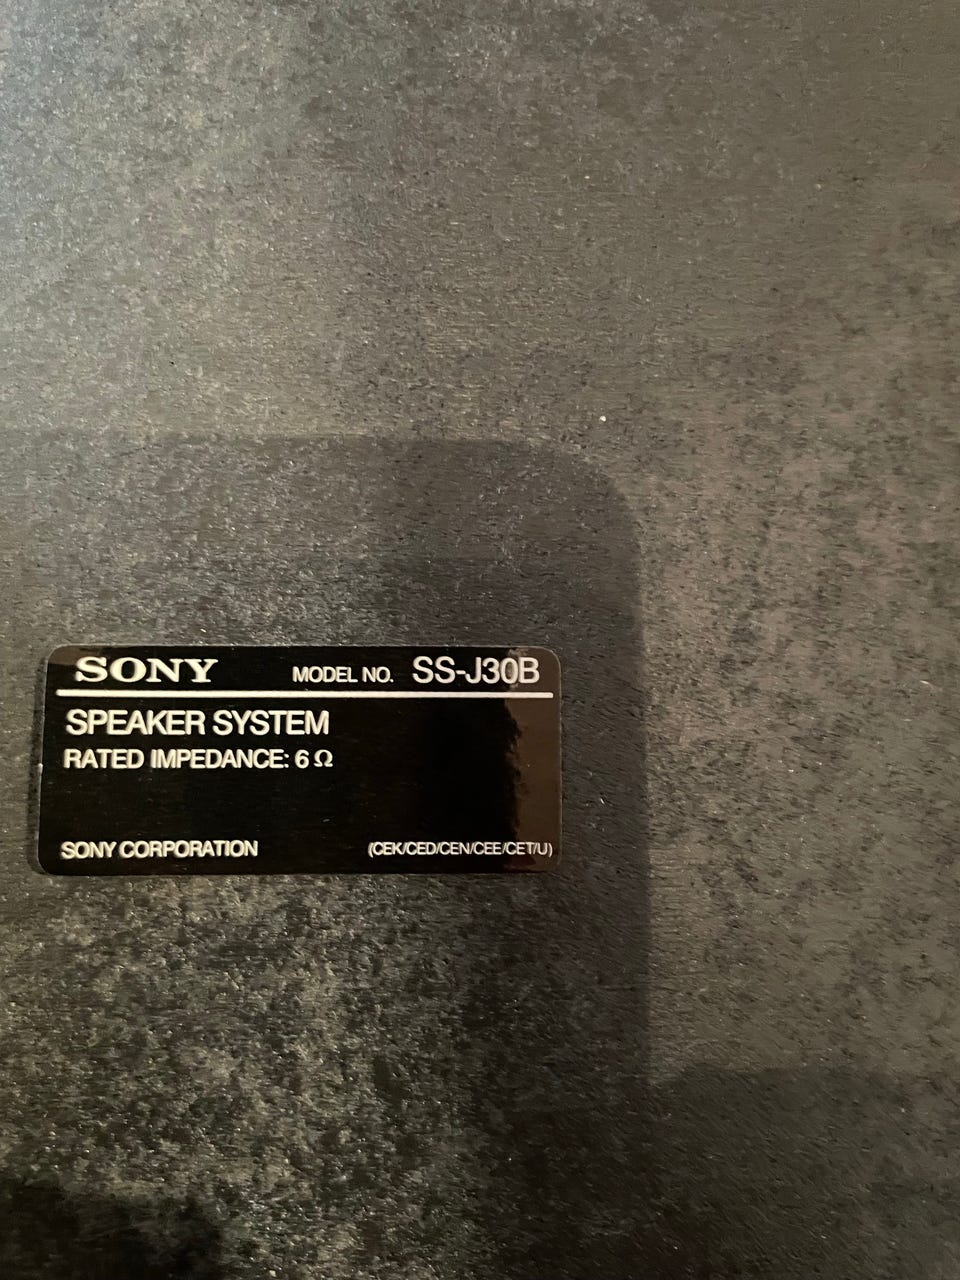 SONY MODEL NO. SS-J30B
SPEAKER SYSTEM
RATED IMPEDANCE: 6 Ω
SONY CORPORATION (CEK/CED/CEN/CEE/CET/U)